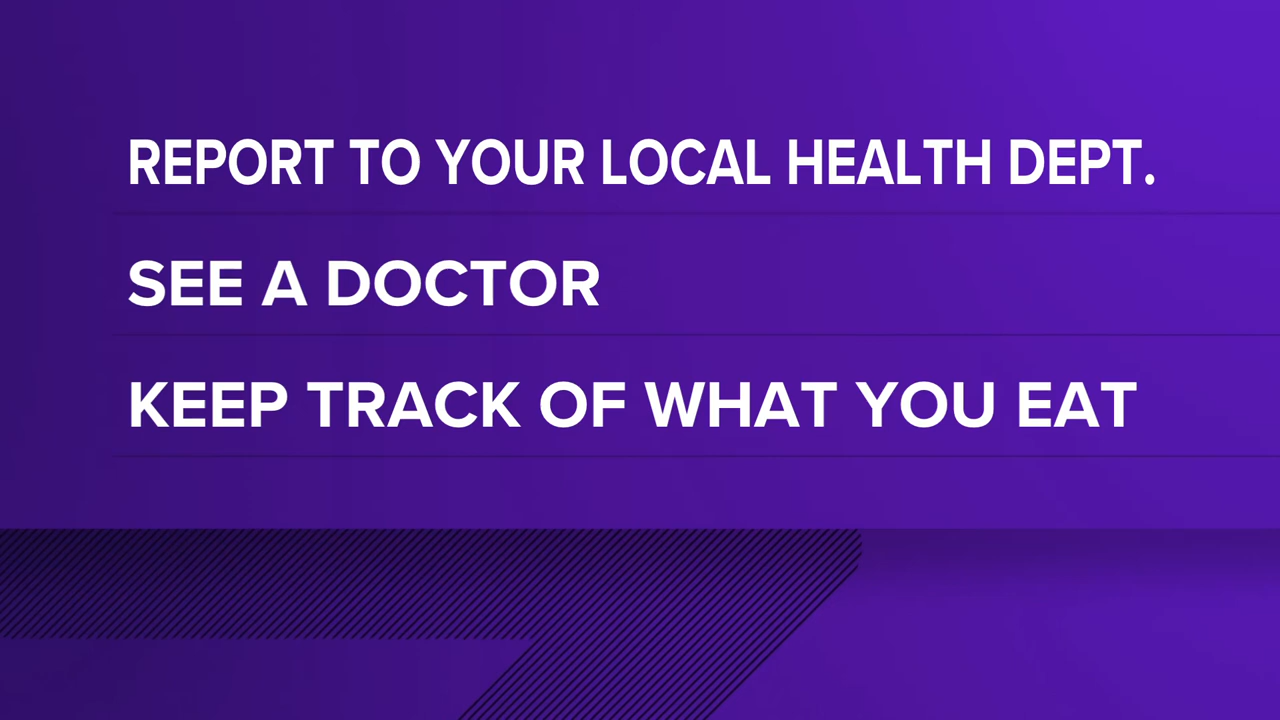 REPORT TO YOUR LOCAL HEALTH DEPT.
SEE A DOCTOR
KEEP TRACK OF WHAT YOU EAT